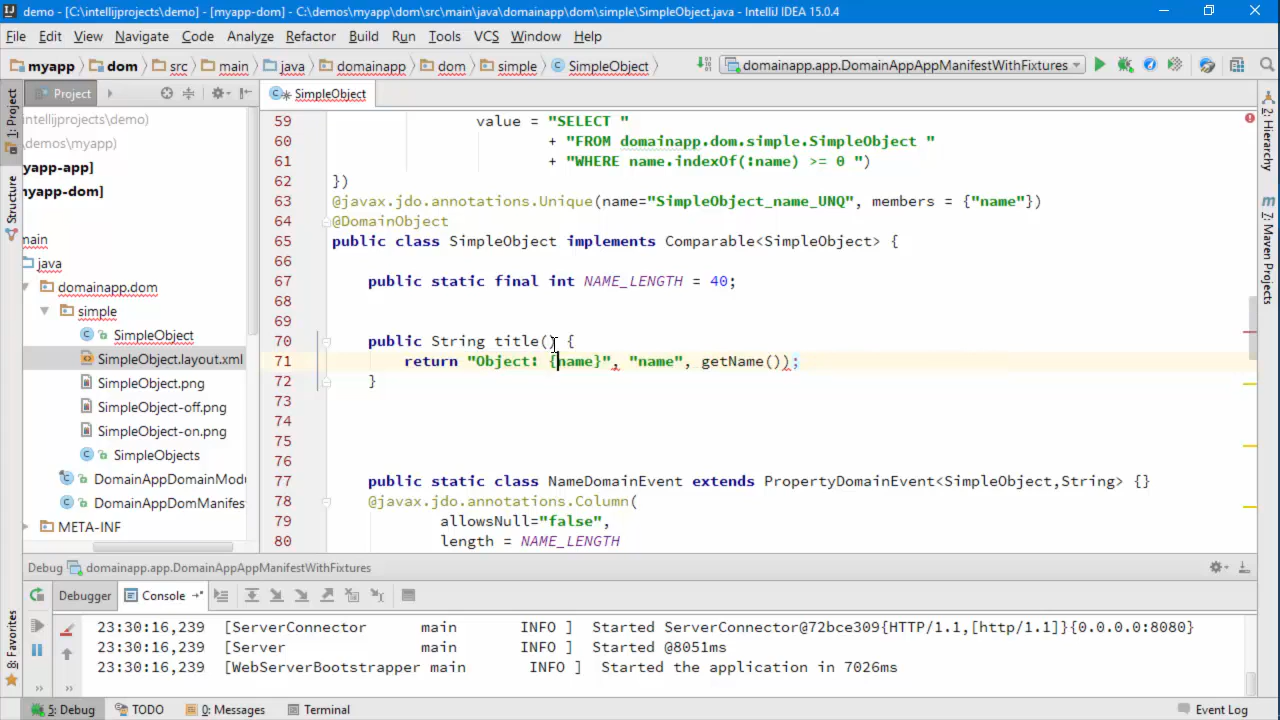 demo - [C:\intellijprojects\demo] - [myapp-dom] - C:\demos\myapp\dom\src\main\java\domainapp\dom\simple\SimpleObject.java - IntelliJ IDEA 15.0.4
File Edit View Navigate Code Analyze Refactor Build Run Tools VCS Window Help
myapp dom src main java domainapp dom simple SimpleObject domainapp.app.DomainAppAppManifestWithFixtures
1: Project
Project
SimpleObject
intellijprojects\demo)
\demos\myapp)
myapp-app]
myapp-dom]
main
java
domainapp.dom
simple
SimpleObject
SimpleObject.layout.xml
SimpleObject.png
SimpleObject-off.png
SimpleObject-on.png
SimpleObjects
DomainAppDomainModu
DomainAppDomManifes
META-INF
Structure
8: Favorites
2: Hierarchy
7: Maven Projects
59 value = "SELECT "
60 + "FROM domainapp.dom.simple.SimpleObject "
61 + "WHERE name.indexOf(:name) >= 0 ")
62 })
63 @javax.jdo.annotations.Unique(name="SimpleObject_name_UNQ", members = {"name"})
64 @DomainObject
65 public class SimpleObject implements Comparable<SimpleObject> {
66
67 public static final int NAME_LENGTH = 40;
68
69
70 public String title() {
71 return "Object: {name}", "name", getName());
72 }
73
74
75
76
77 public static class NameDomainEvent extends PropertyDomainEvent<SimpleObject,String> {}
78 @javax.jdo.annotations.Column(
79 allowsNull="false",
80 length = NAME_LENGTH
Debug domainapp.app.DomainAppAppManifestWithFixtures
Debugger Console
23:30:16,239 [ServerConnector main INFO ] Started ServerConnector@72bce309{HTTP/1.1,[http/1.1]}{0.0.0.0:8080}
23:30:16,239 [Server main INFO ] Started @8051ms
23:30:16,239 [WebServerBootstrapper main INFO ] Started the application in 7026ms
5: Debug TODO 0: Messages Terminal Event Log